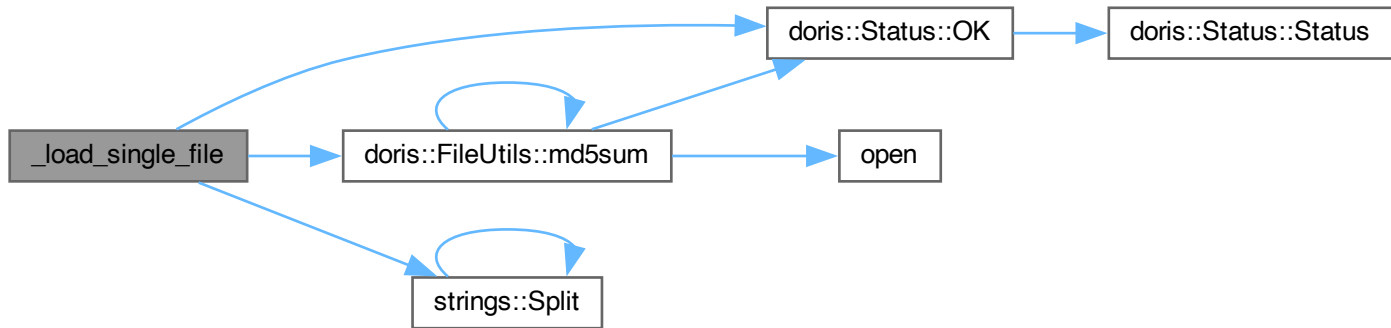 doris::Status::OK
doris::Status::Status
_load_single_file
doris::FileUtils::md5sum
open
strings::Split